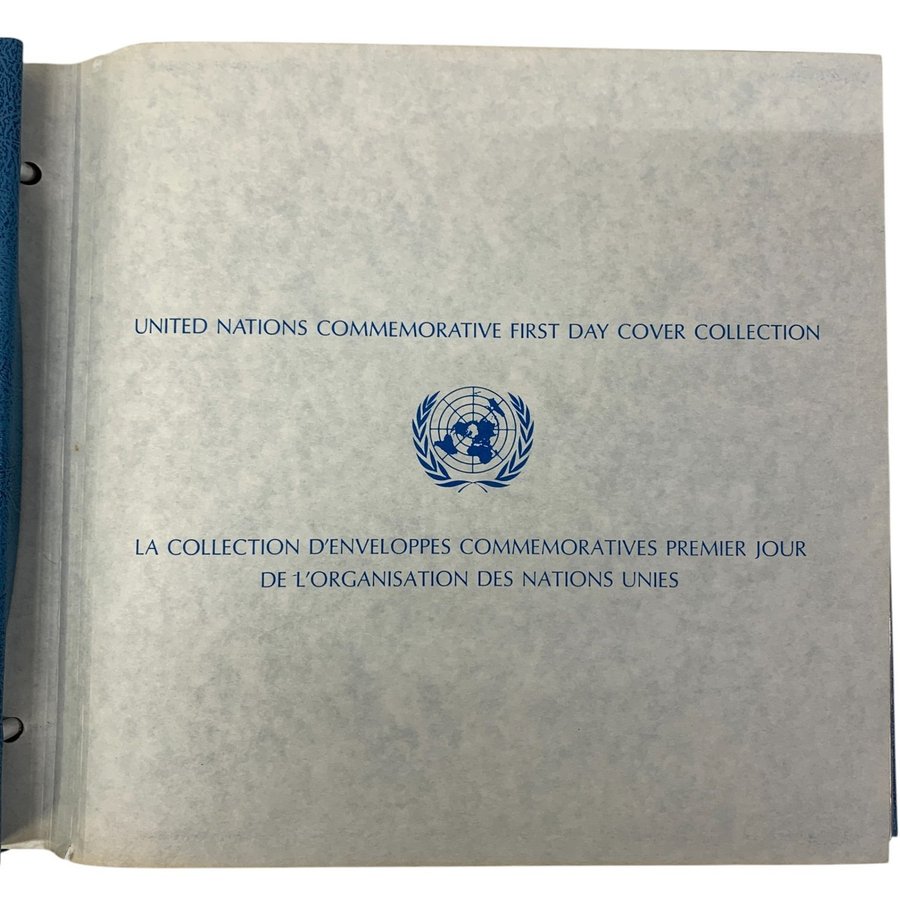 UNITED NATIONS COMMEMORATIVE FIRST DAY COVER COLLECTION
LA COLLECTION D'ENVELOPPES COMMEMORATIVES PREMIER JOUR
DE L'ORGANISATION DES NATIONS UNIES